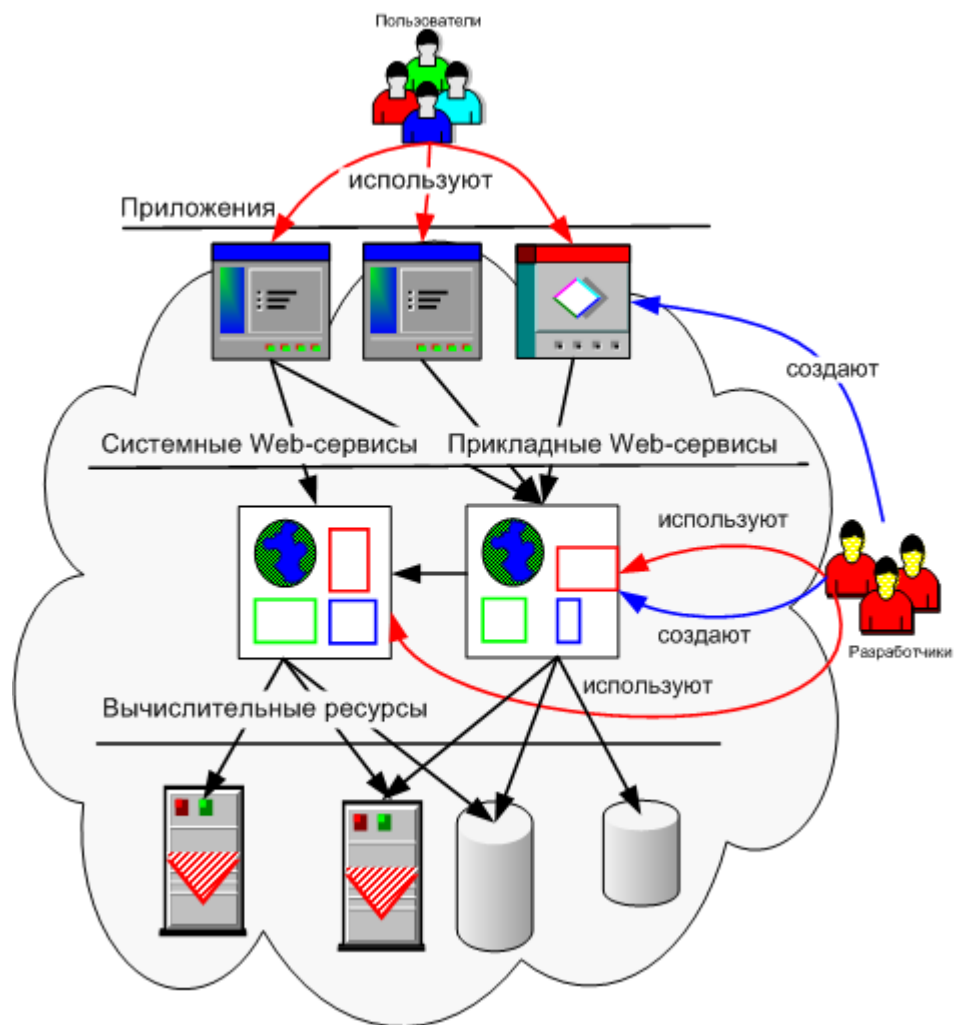 Пользователи
используют
Приложения
создают
Системные Web-сервисы
Прикладные Web-сервисы
используют
создают
Разработчики
используют
Вычислительные ресурсы